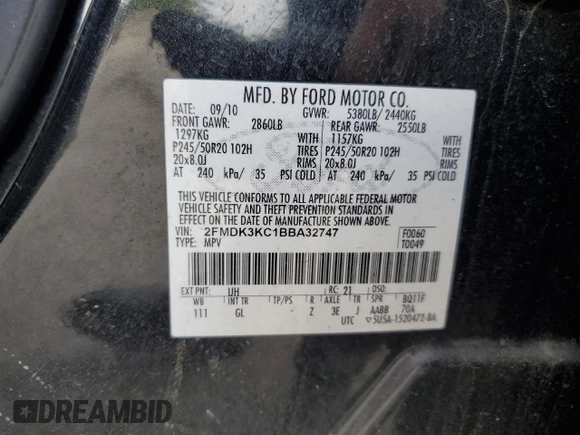 MFD. BY FORD MOTOR CO.
DATE: 09/10 GVWR: 5380LB/ 2440KG
FRONT GAWR: 2860LB REAR GAWR: 2550LB
1297KG WITH 1157KG WITH
P245/50R20 102H TIRES P245/50R20 102H TIRES
20x8.0J RIMS 20x8.0J RIMS
AT 240 kPa/ 35 PSI COLD AT 240 kPa/ 35 PSI COLD
THIS VEHICLE CONFORMS TO ALL APPLICABLE FEDERAL MOTOR
VEHICLE SAFETY AND THEFT PREVENTION STANDARDS IN
EFFECT ON THE DATE OF MANUFACTURE SHOWN ABOVE.
VIN: 2FMDK3KC1BBA32747 F0060
TYPE: MPV T0049
EXT PNT: UH RC: 21 DSO:
WB INT TR TP/PS R AXLE TR SPR BQ11F
111 GL Z 3E J AABB 70A
UTC ▽5U5A-1520472-BA
DREAMBID